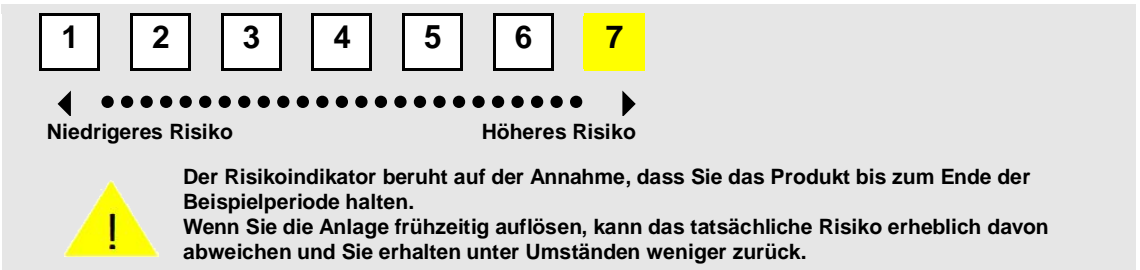 1 2 3 4 5 6 7
Niedrigeres Risiko Höheres Risiko
Der Risikoindikator beruht auf der Annahme, dass Sie das Produkt bis zum Ende der
Beispielperiode halten.
Wenn Sie die Anlage frühzeitig auflösen, kann das tatsächliche Risiko erheblich davon
abweichen und Sie erhalten unter Umständen weniger zurück.
!